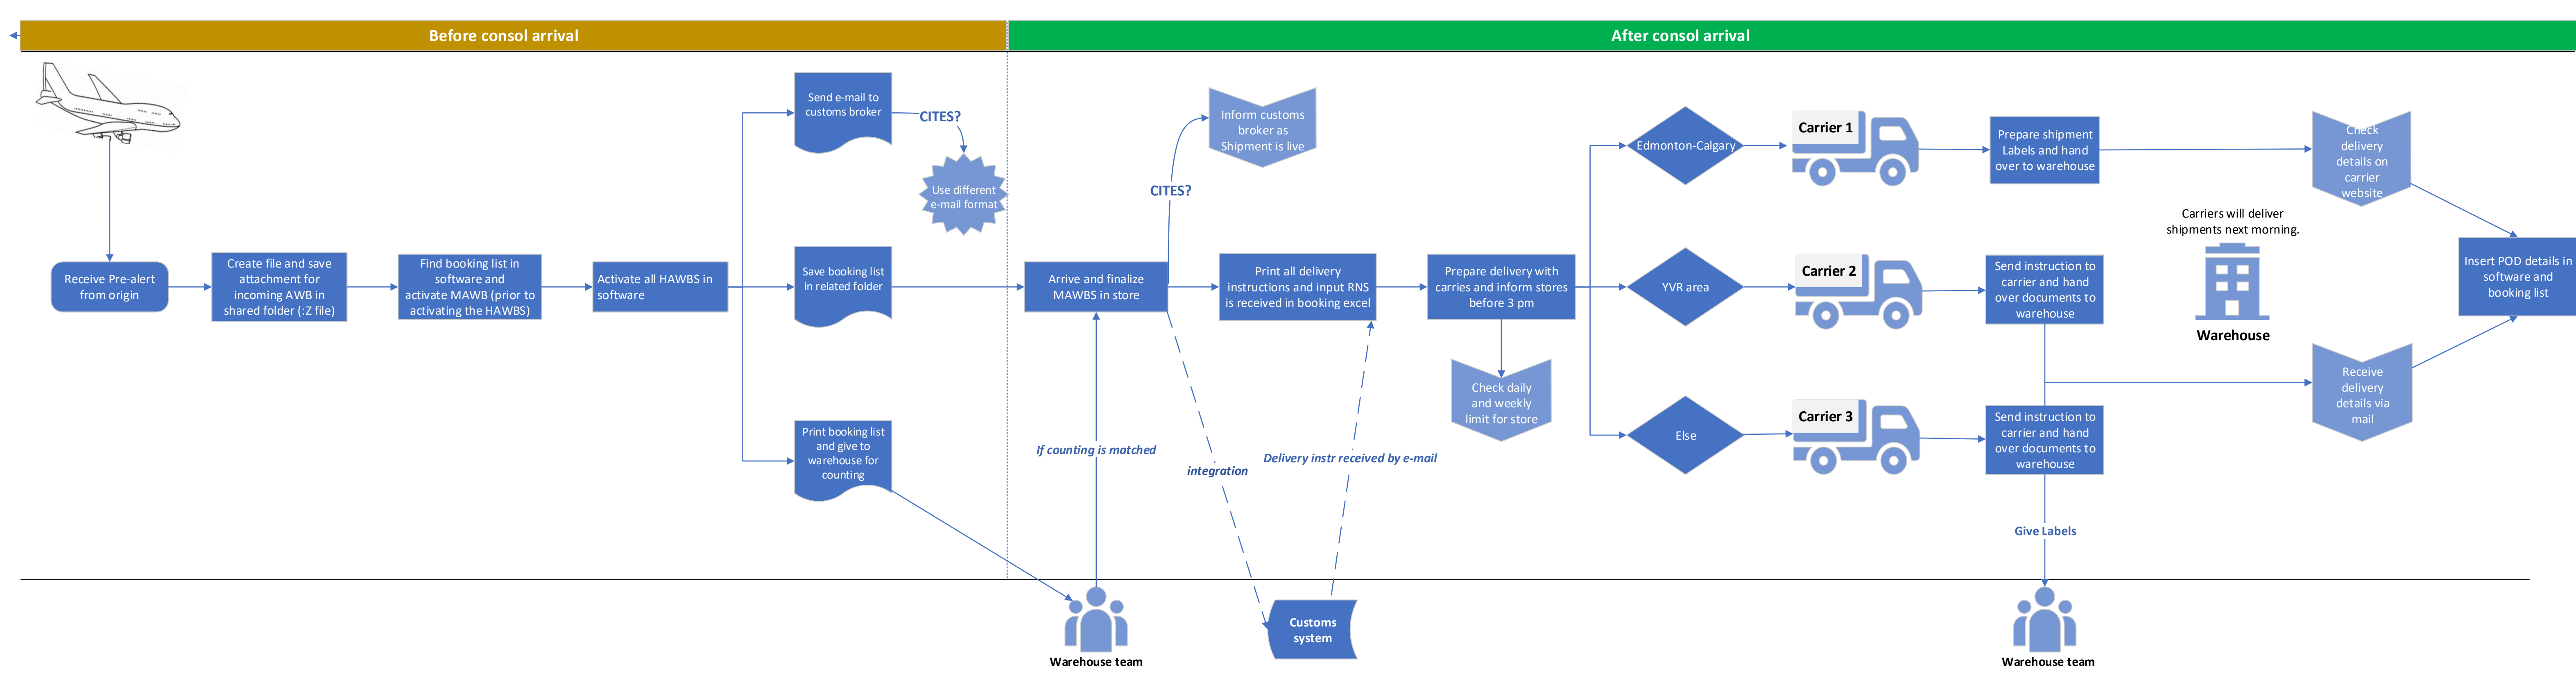 Before consol arrival
After consol arrival
Receive Pre-alert
from origin
Create file and save
attachment for
incoming AWB in
shared folder (:Z file)
Find booking list in
software and
activate MAWB (prior to
activating the HAWBS)
Activate all HAWBS in
software
Send e-mail to
customs broker
CITES?
Use different
e-mail format
Save booking list
in related folder
Print booking list
and give to
warehouse for
counting
Warehouse team
If counting is matched
Arrive and finalize
MAWBS in store
CITES?
Inform customs
broker as
Shipment is live
integration
Customs
system
Delivery instr received by e-mail
Print all delivery
instructions and input RNS
is received in booking excel
Prepare delivery with
carries and inform stores
before 3 pm
Check daily
and weekly
limit for store
Edmonton-Calgary
Carrier 1
Prepare shipment
Labels and hand
over to warehouse
Check
delivery
details on
carrier
website
YVR area
Carrier 2
Send instruction to
carrier and hand
over documents to
warehouse
Carriers will deliver
shipments next morning.
Warehouse
Else
Carrier 3
Send instruction to
carrier and hand
over documents to
warehouse
Give Labels
Warehouse team
Receive
delivery
details via
mail
Insert POD details in
software and
booking list